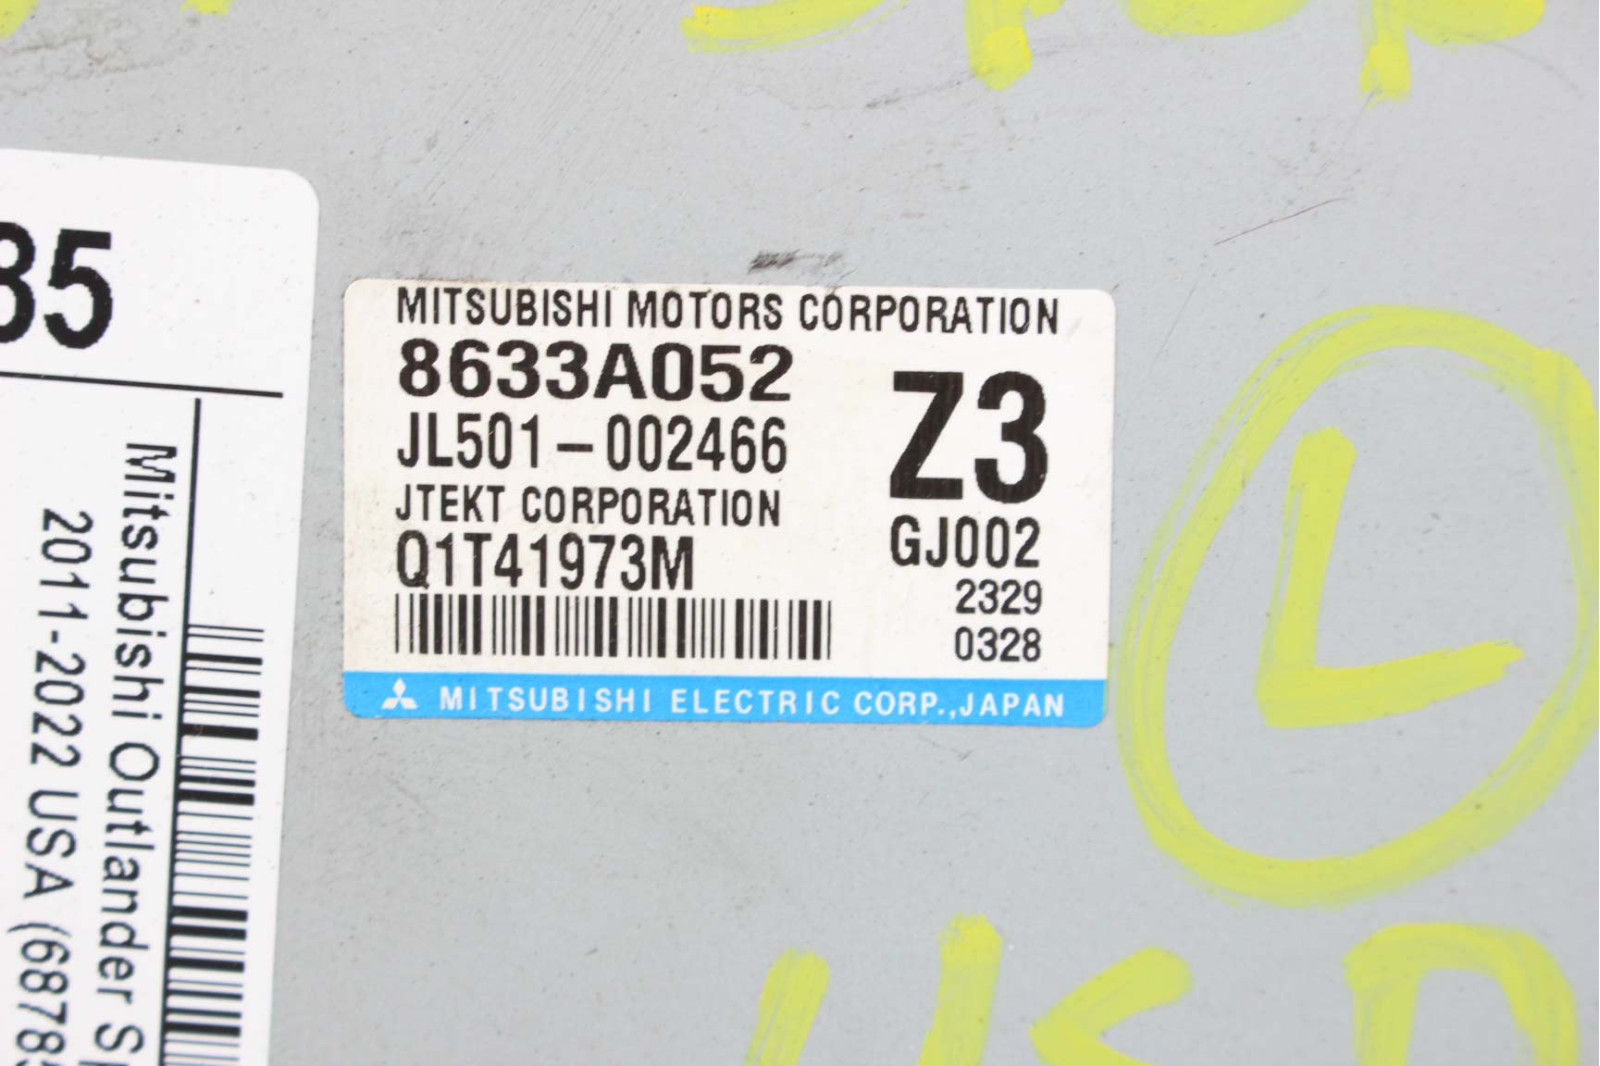 MITSUBISHI MOTORS CORPORATION
8633A052
JL501-002466
JTEKT CORPORATION
Q1T41973M
Z3
GJ002
2329
0328
MITSUBISHI ELECTRIC CORP.,JAPAN
85
Mitsubishi Outlander
2011-2022 USA
L